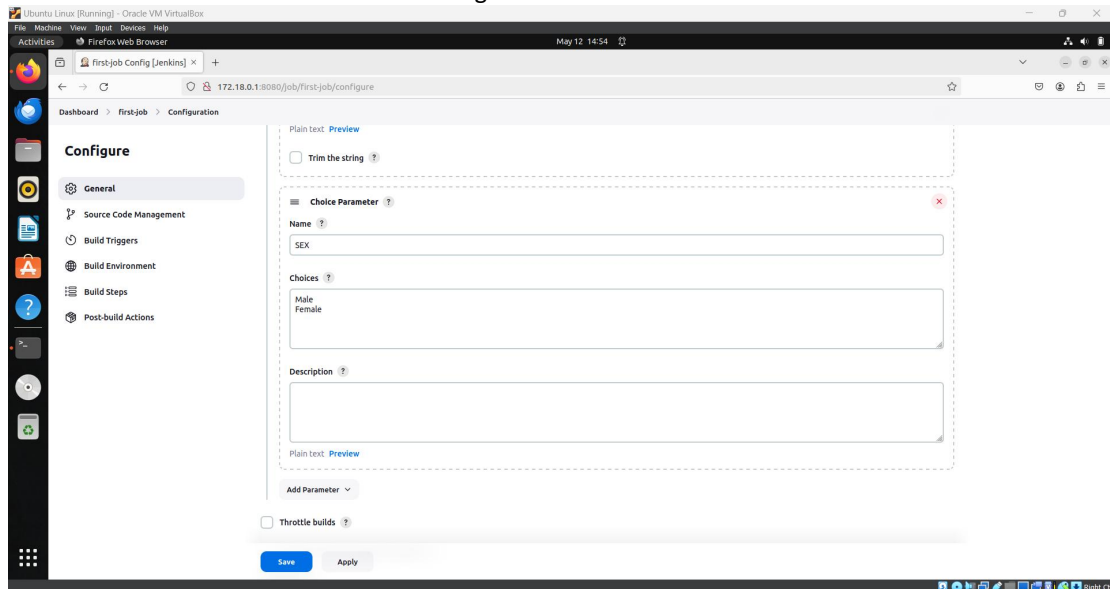 Ubuntu Linux [Running] - Oracle VM VirtualBox
File Machine View Input Devices Help
Activities Firefox Web Browser May 12 14:54
first-job Config [Jenkins]
172.18.0.1:8080/job/first-job/configure
Dashboard > first-job > Configuration
Configure
General
Source Code Management
Build Triggers
Build Environment
Build Steps
Post-build Actions
Plain text Preview
Trim the string ?
Choice Parameter ?
Name ?
SEX
Choices ?
Male
Female
Description ?
Plain text Preview
Add Parameter
Throttle builds ?
Save Apply